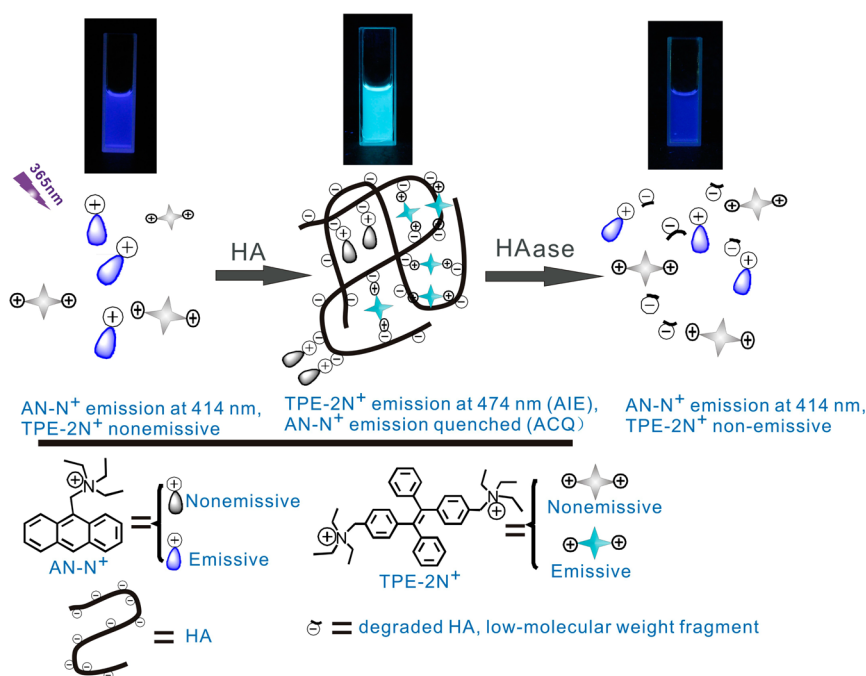 365nm
HA
HAase
AN-N⁺ emission at 414 nm,
TPE-2N⁺ nonemissive
TPE-2N⁺ emission at 474 nm (AIE),
AN-N⁺ emission quenched (ACQ）
AN-N⁺ emission at 414 nm,
TPE-2N⁺ non-emissive
N
AN-N⁺
=
Nonemissive
Emissive
N
N
TPE-2N⁺
=
Nonemissive
Emissive
= HA
= degraded HA, low-molecular weight fragment